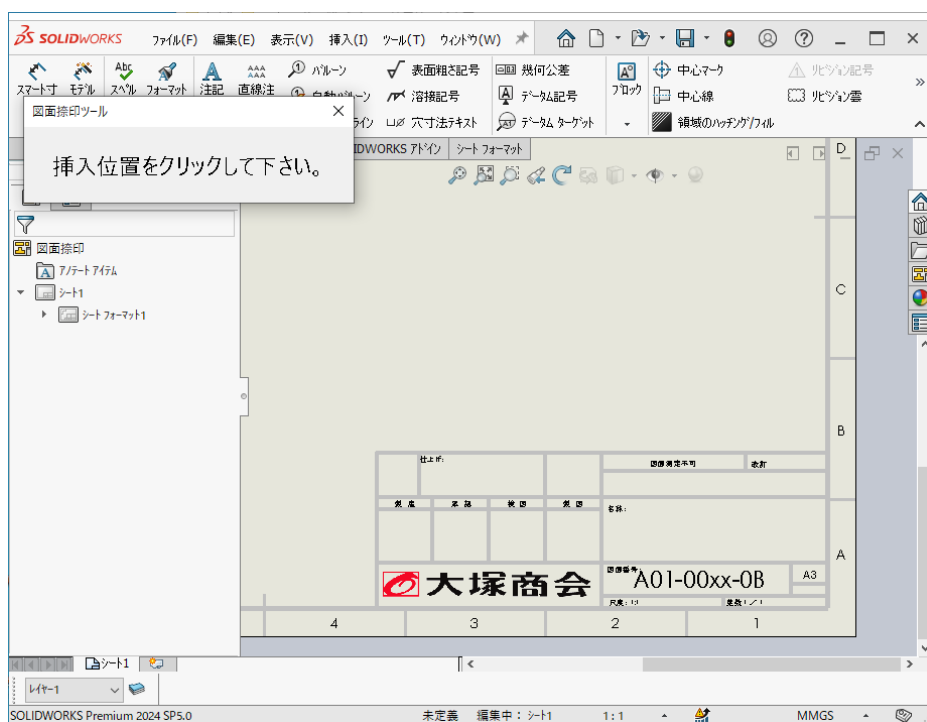 SOLIDWORKS ファイル(F) 編集(E) 表示(V) 挿入(I) ツール(T) ウィンドウ(W)
スマート寸 モデル スペル フォーマット 注記 直線注 バルーン 表面粗さ記号 幾何公差 ブロック 中心マーク リビジョン記号
溶接記号 データム記号 中心線 リビジョン雲
穴寸法テキスト データム ターゲット 領域のハッチング/フィル
図面捺印ツール
挿入位置をクリックして下さい。
シート フォーマット
図面捺印
アノテート アイテム
シート1
シート フォーマット1
D
C
B
A
仕上げ:
改訂
名称:
大塚商会
A01-00xx-0B
A3
4 3 2 1
シート1
レイヤー1
SOLIDWORKS Premium 2024 SP5.0 未定義 編集中: シート1 1:1 MMGS